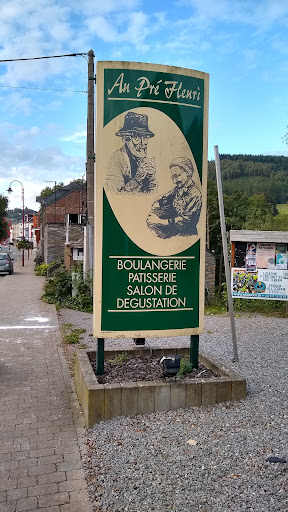 Au Pré Fleuri
BOULANGERIE
PATISSERIE
SALON DE
DEGUSTATION